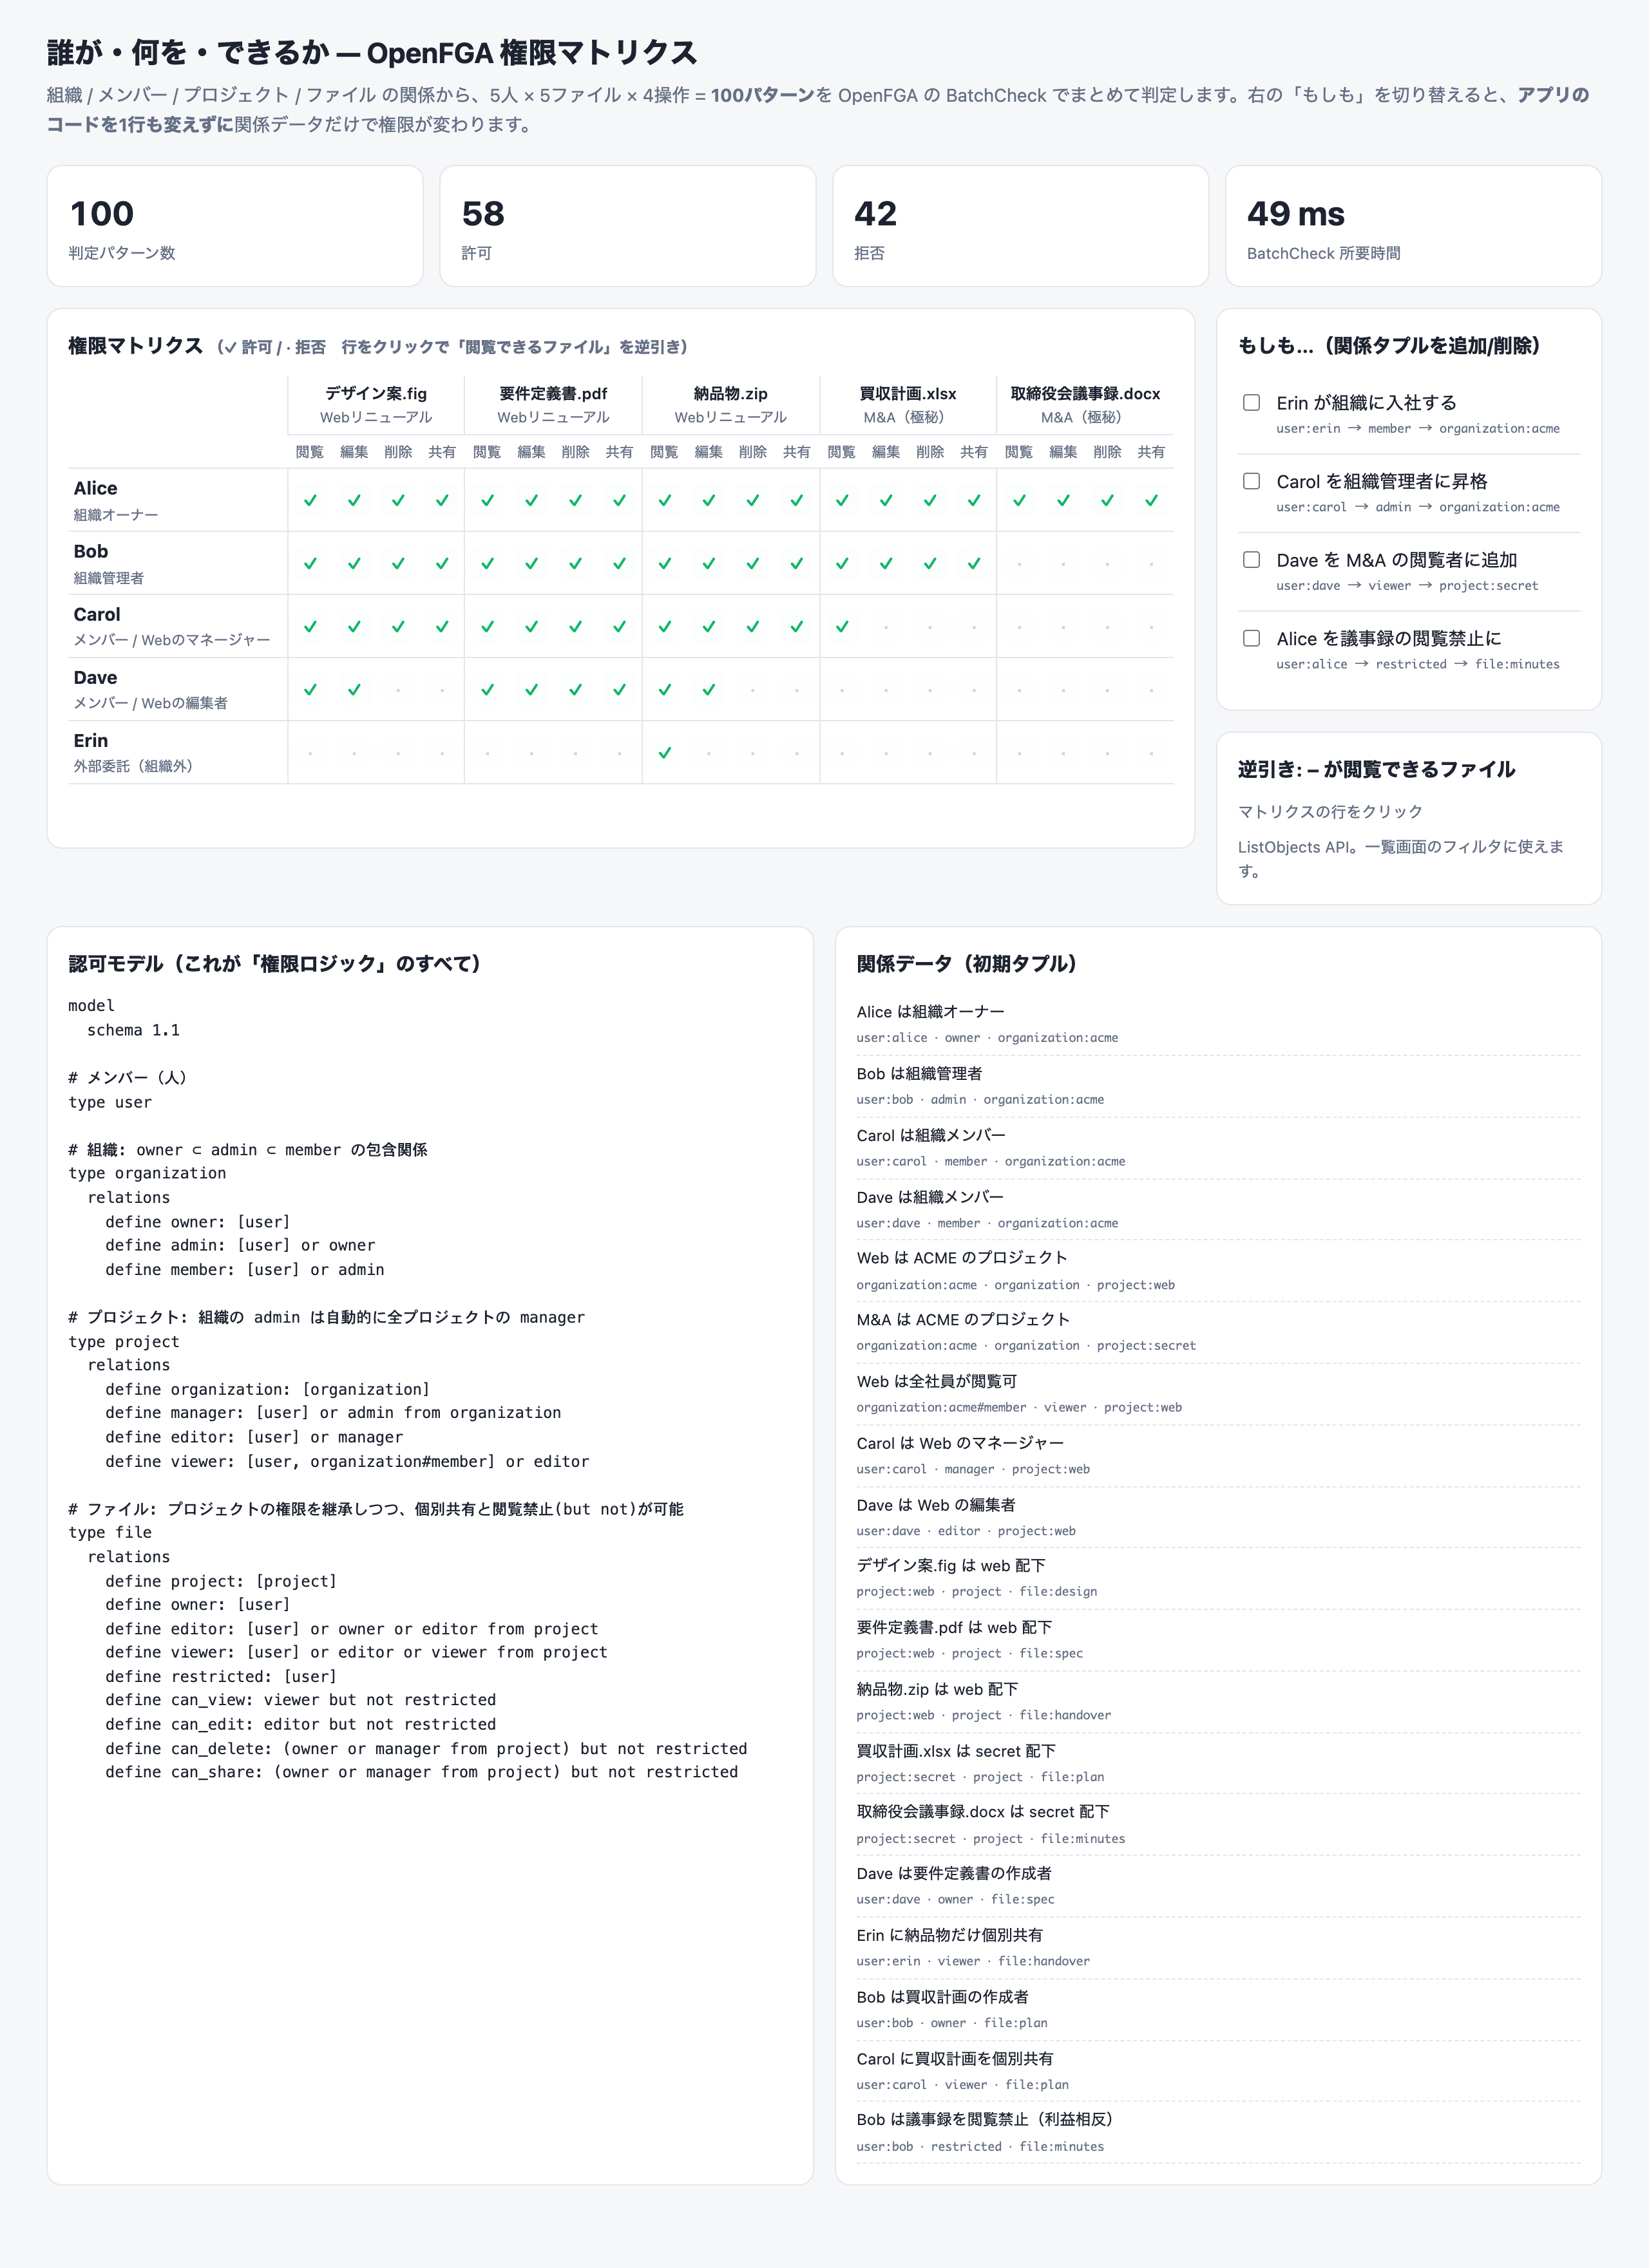 誰が・何を・できるか — OpenFGA 権限マトリクス
組織 / メンバー / プロジェクト / ファイル の関係から、5人 × 5ファイル × 4操作 = 100パターンを OpenFGA の BatchCheck でまとめて判定します。右の「もしも」を切り替えると、アプリの
コードを1行も変えずに関係データだけで権限が変わります。
100
判定パターン数
58
許可
42
拒否
49 ms
BatchCheck 所要時間
権限マトリクス （✓ 許可 / · 拒否　行をクリックで「閲覧できるファイル」を逆引き）
デザイン案.fig 要件定義書.pdf 納品物.zip 買収計画.xlsx 取締役会議事録.docx
Webリニューアル Webリニューアル Webリニューアル M&A（極秘） M&A（極秘）
閲覧 編集 削除 共有 閲覧 編集 削除 共有 閲覧 編集 削除 共有 閲覧 編集 削除 共有 閲覧 編集 削除 共有
Alice ✓ ✓ ✓ ✓ ✓ ✓ ✓ ✓ ✓ ✓ ✓ ✓ ✓ ✓ ✓ ✓ ✓ ✓ ✓ ✓
組織オーナー
Bob ✓ ✓ ✓ ✓ ✓ ✓ ✓ ✓ ✓ ✓ ✓ ✓ ✓ ✓ ✓ ✓ · · · ·
組織管理者
Carol ✓ ✓ ✓ ✓ ✓ ✓ ✓ ✓ ✓ ✓ ✓ ✓ ✓ · · · · · · ·
メンバー / Webのマネージャー
Dave ✓ ✓ · · ✓ ✓ ✓ ✓ ✓ ✓ · · · · · · · · · ·
メンバー / Webの編集者
Erin · · · · · · · · ✓ · · · · · · · · · · ·
外部委託（組織外）
もしも…（関係タプルを追加/削除）
Erin が組織に入社する
user:erin → member → organization:acme
Carol を組織管理者に昇格
user:carol → admin → organization:acme
Dave を M&A の閲覧者に追加
user:dave → viewer → project:secret
Alice を議事録の閲覧禁止に
user:alice → restricted → file:minutes
逆引き: – が閲覧できるファイル
マトリクスの行をクリック
ListObjects API。一覧画面のフィルタに使えま
す。
認可モデル（これが「権限ロジック」のすべて）
model
  schema 1.1
# メンバー（人）
type user
# 組織: owner ⊂ admin ⊂ member の包含関係
type organization
  relations
    define owner: [user]
    define admin: [user] or owner
    define member: [user] or admin
# プロジェクト: 組織の admin は自動的に全プロジェクトの manager
type project
  relations
    define organization: [organization]
    define manager: [user] or admin from organization
    define editor: [user] or manager
    define viewer: [user, organization#member] or editor
# ファイル: プロジェクトの権限を継承しつつ、個別共有と閲覧禁止(but not)が可能
type file
  relations
    define project: [project]
    define owner: [user]
    define editor: [user] or owner or editor from project
    define viewer: [user] or editor or viewer from project
    define restricted: [user]
    define can_view: viewer but not restricted
    define can_edit: editor but not restricted
    define can_delete: (owner or manager from project) but not restricted
    define can_share: (owner or manager from project) but not restricted
関係データ（初期タプル）
Alice は組織オーナー
user:alice · owner · organization:acme
Bob は組織管理者
user:bob · admin · organization:acme
Carol は組織メンバー
user:carol · member · organization:acme
Dave は組織メンバー
user:dave · member · organization:acme
Web は ACME のプロジェクト
organization:acme · organization · project:web
M&A は ACME のプロジェクト
organization:acme · organization · project:secret
Web は全社員が閲覧可
organization:acme#member · viewer · project:web
Carol は Web のマネージャー
user:carol · manager · project:web
Dave は Web の編集者
user:dave · editor · project:web
デザイン案.fig は web 配下
project:web · project · file:design
要件定義書.pdf は web 配下
project:web · project · file:spec
納品物.zip は web 配下
project:web · project · file:handover
買収計画.xlsx は secret 配下
project:secret · project · file:plan
取締役会議事録.docx は secret 配下
project:secret · project · file:minutes
Dave は要件定義書の作成者
user:dave · owner · file:spec
Erin に納品物だけ個別共有
user:erin · viewer · file:handover
Bob は買収計画の作成者
user:bob · owner · file:plan
Carol に買収計画を個別共有
user:carol · viewer · file:plan
Bob は議事録を閲覧禁止（利益相反）
user:bob · restricted · file:minutes